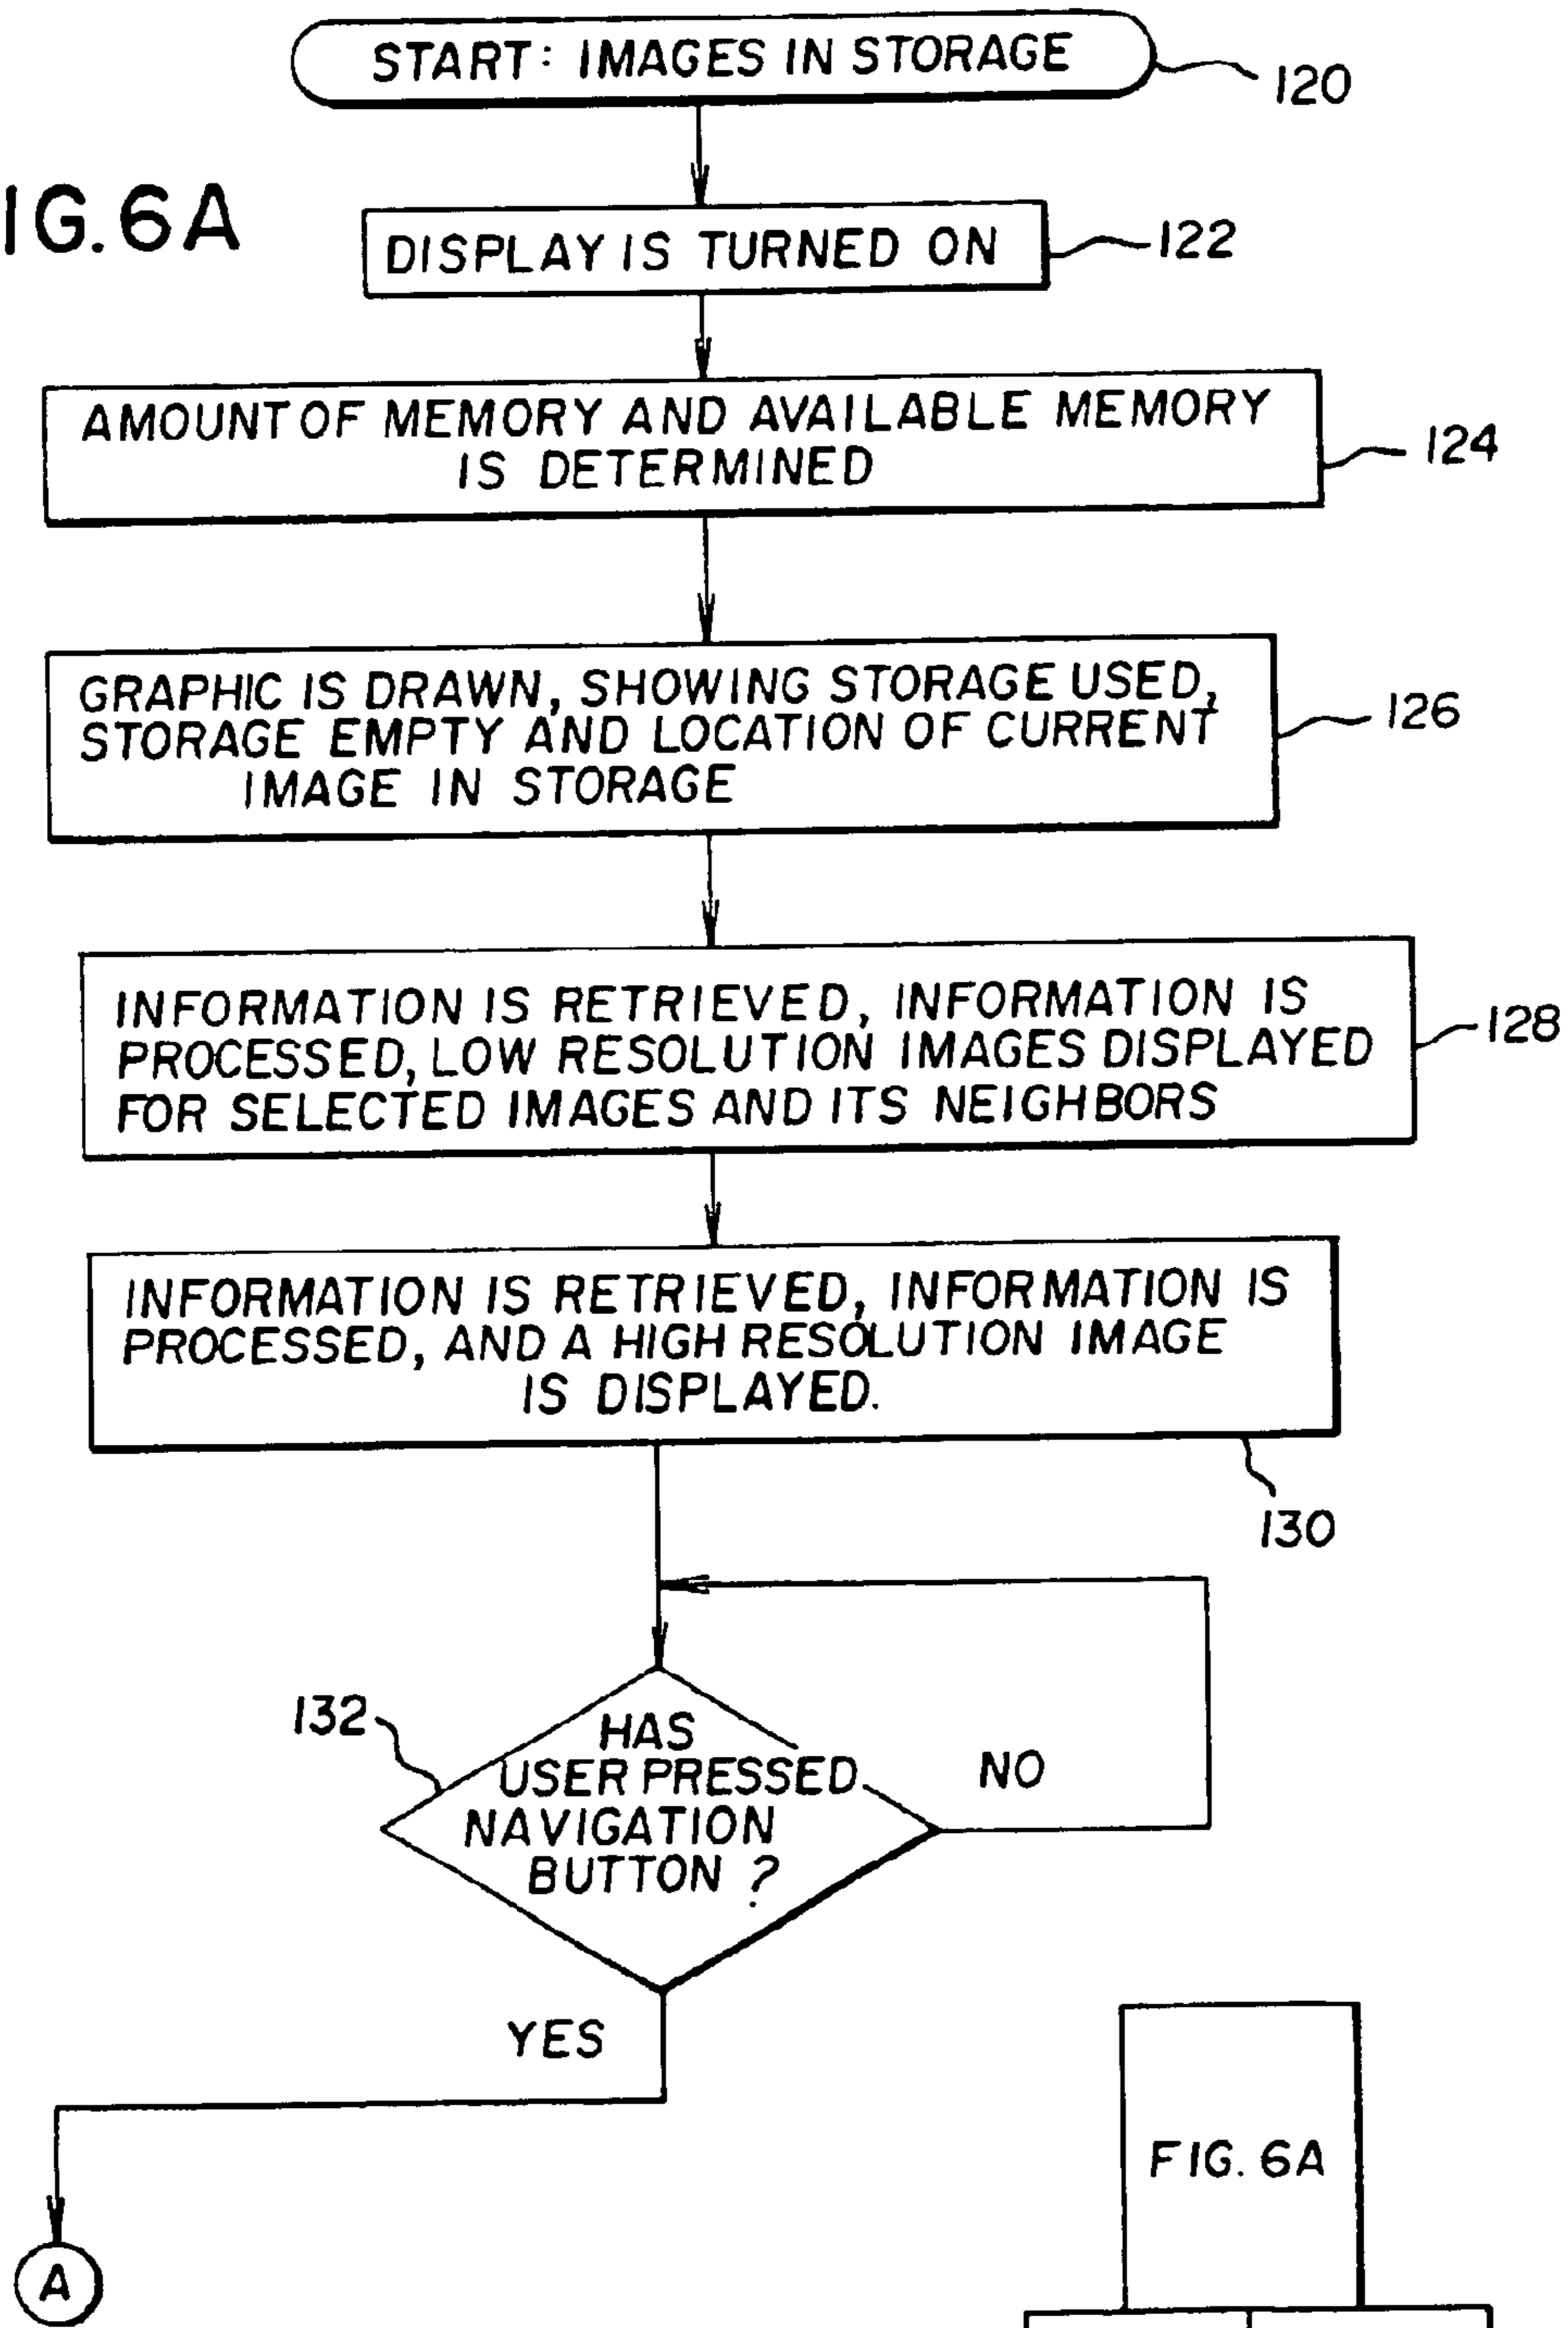 START: IMAGES IN STORAGE
120
IG. 6A
DISPLAY IS TURNED ON
122
AMOUNT OF MEMORY AND AVAILABLE MEMORY
IS DETERMINED
124
GRAPHIC IS DRAWN, SHOWING STORAGE USED,
STORAGE EMPTY AND LOCATION OF CURRENT
IMAGE IN STORAGE
126
INFORMATION IS RETRIEVED, INFORMATION IS
PROCESSED, LOW RESOLUTION IMAGES DISPLAYED
FOR SELECTED IMAGES AND ITS NEIGHBORS
128
INFORMATION IS RETRIEVED, INFORMATION IS
PROCESSED, AND A HIGH RESOLUTION IMAGE
IS DISPLAYED.
130
132
HAS
USER PRESSED
NAVIGATION
BUTTON ?
NO
YES
A
FIG. 6A